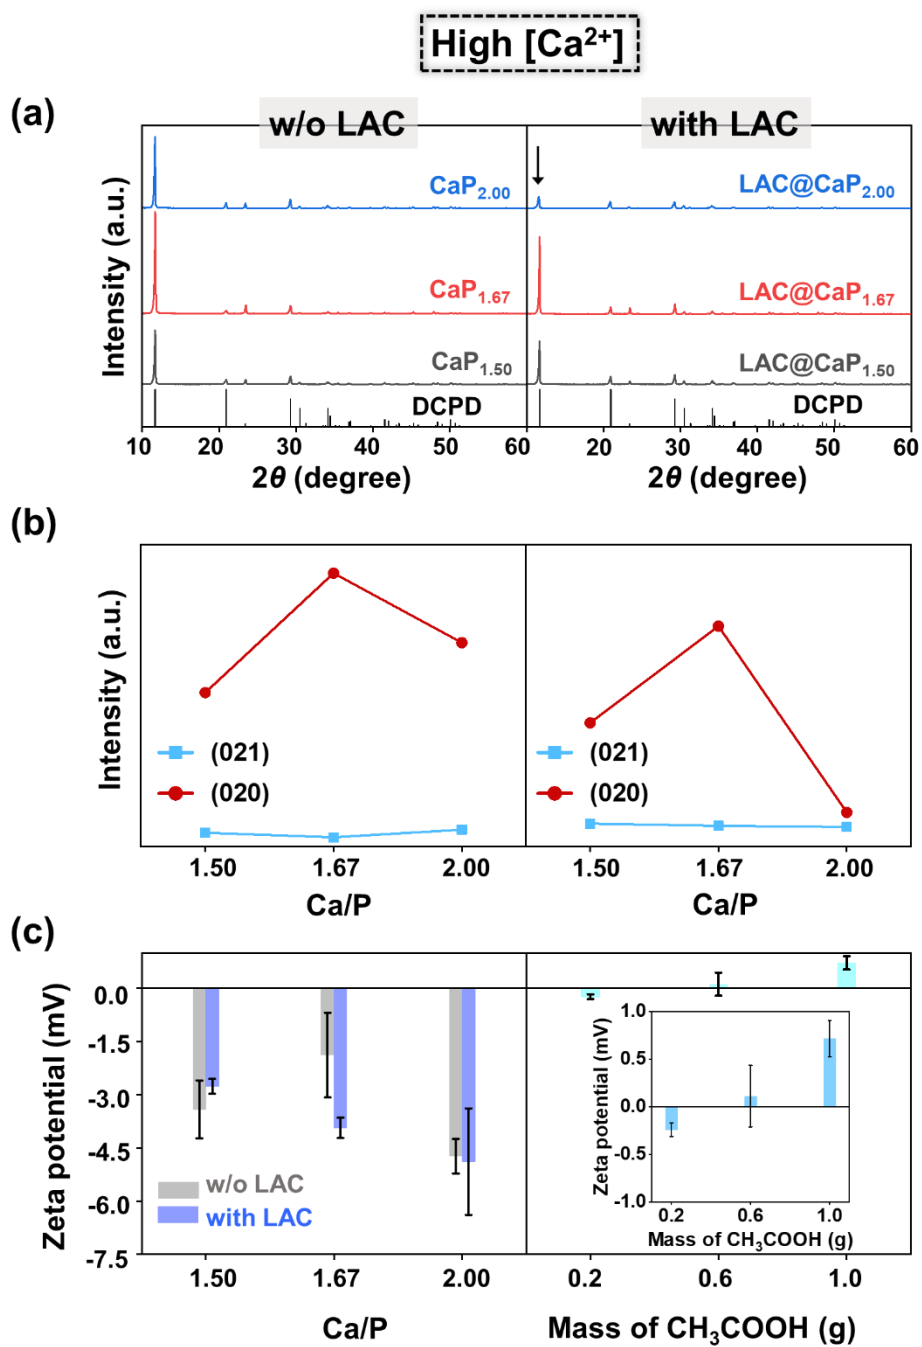 High [Ca²⁺]
(a)
w/o LAC
with LAC
Intensity (a.u.)
CaP₂.₀₀
LAC@CaP₂.₀₀
CaP₁.₆₇
LAC@CaP₁.₆₇
CaP₁.₅₀
LAC@CaP₁.₅₀
DCPD
DCPD
10 20 30 40 50 60 20 30 40 50 60
2θ (degree)
2θ (degree)
(b)
Intensity (a.u.)
(021)
(020)
(021)
(020)
1.50 1.67 2.00
1.50 1.67 2.00
Ca/P
Ca/P
(c)
Zeta potential (mV)
0.0
-1.5
-3.0
-4.5
-6.0
-7.5
w/o LAC
with LAC
1.50 1.67 2.00
Ca/P
Zeta potential (mV)
1.0
0.5
0.0
-0.5
-1.0
0.2 0.6 1.0
Mass of CH₃COOH (g)
0.2 0.6 1.0
Mass of CH₃COOH (g)